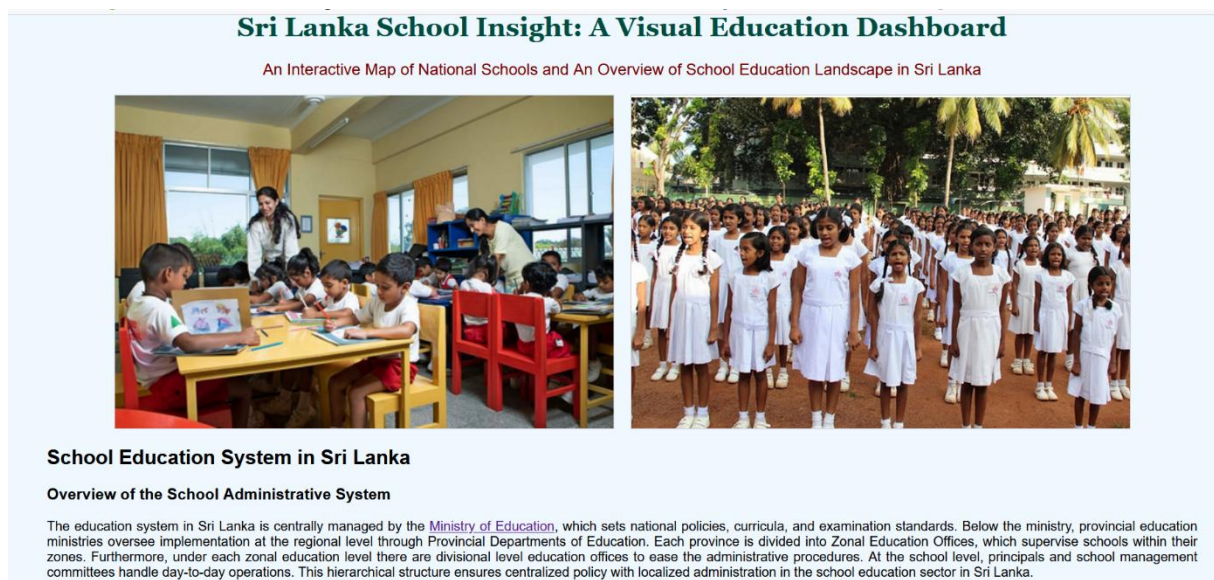 Sri Lanka School Insight: A Visual Education Dashboard
An Interactive Map of National Schools and An Overview of School Education Landscape in Sri Lanka
School Education System in Sri Lanka
Overview of the School Administrative System
The education system in Sri Lanka is centrally managed by the Ministry of Education, which sets national policies, curricula, and examination standards. Below the ministry, provincial education
ministries oversee implementation at the regional level through Provincial Departments of Education. Each province is divided into Zonal Education Offices, which supervise schools within their
zones. Furthermore, under each zonal education level there are divisional level education offices to ease the administrative procedures. At the school level, principals and school management
committees handle day-to-day operations. This hierarchical structure ensures centralized policy with localized administration in the school education sector in Sri Lanka.